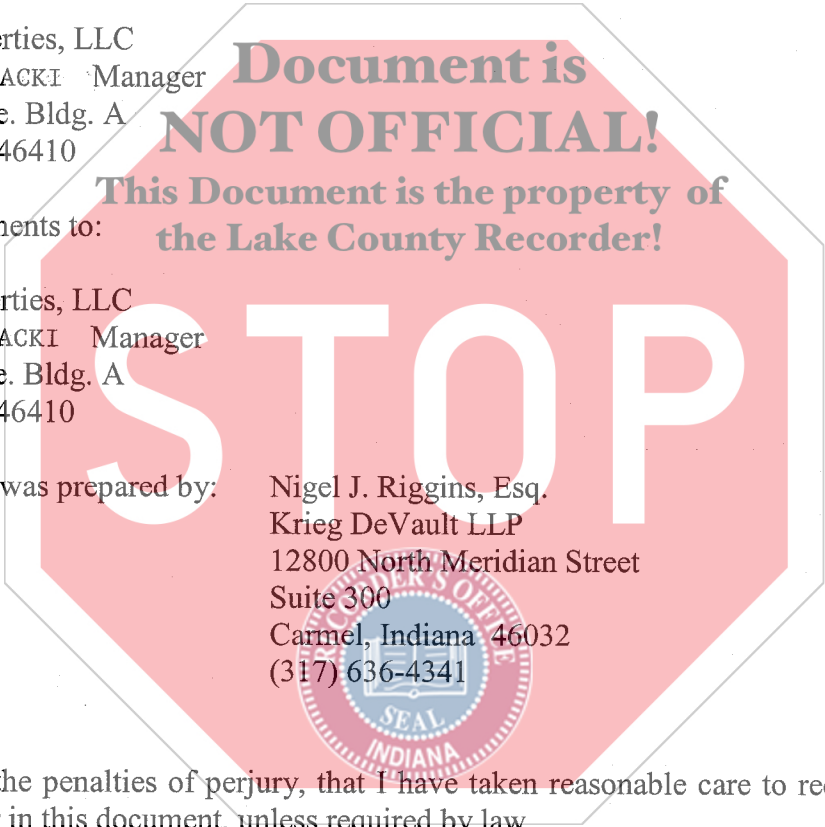 rties, LLC
ACKI Manager
e. Bldg. A
46410
Document is
NOT OFFICIAL!
This Document is the property of
the Lake County Recorder!
ents to:
rties, LLC
ACKI Manager
e. Bldg. A
46410
STOP
was prepared by: Nigel J. Riggins, Esq.
Krieg DeVault LLP
12800 North Meridian Street
Suite 300
Carmel, Indiana 46032
(317) 636-4341
RECORDER'S OFFICE
SEAL
INDIANA
the penalties of perjury, that I have taken reasonable care to re
in this document, unless required by law